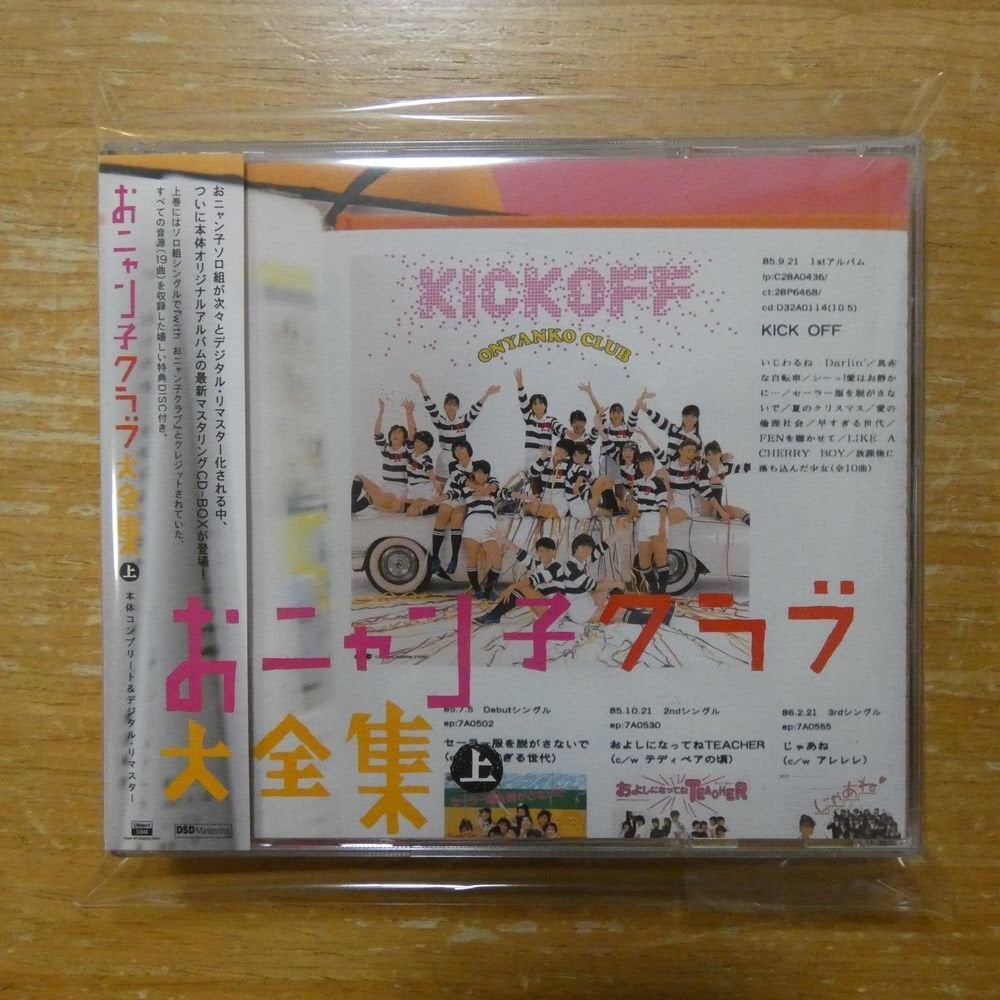 おニャン子クラブ大全集 上 本体コンプリート&デジタル・リマスター
おニャン子ソロ組が次々とデジタル・リマスター化される中、
ついに本体オリジナルアルバムの最新マスタリングCD-BOXが登場!
上巻にはソロ組シングルで『with おニャン子クラブ』とクレジットされていた、
すべての音源(19曲)を収録した嬉しい特典DISC付き。
DSD Mastering
KICKOFF
ONYANKO CLUB
85.9.21 1stアルバム
lp:C28A0436/
ct:28P6468/
cd:D32A0114(10.5)
KICK OFF
いじわるね Darlin'/真赤
な自転車/シーッ!愛はお静か
に…/セーラー服を脱がさない
で/夏のクリスマス/愛の
倫理社会/早すぎる世代/
FENを聴かせて/LIKE A
CHERRY BOY/放課後に
落ち込んだ少女(全10曲)
おニャン子クラブ
大全集 上
85.7.5 Debutシングル
ep:7A0502
セーラー服を脱がさないで
ぎる世代)
85.10.21 2ndシングル
ep:7A0530
およしになってねTEACHER
(c/w テディベアの頃)
86.2.21 3rdシングル
ep:7A0555
じゃあね
(c/w アレレレ)
およしになってねTEACHER
じゃあね